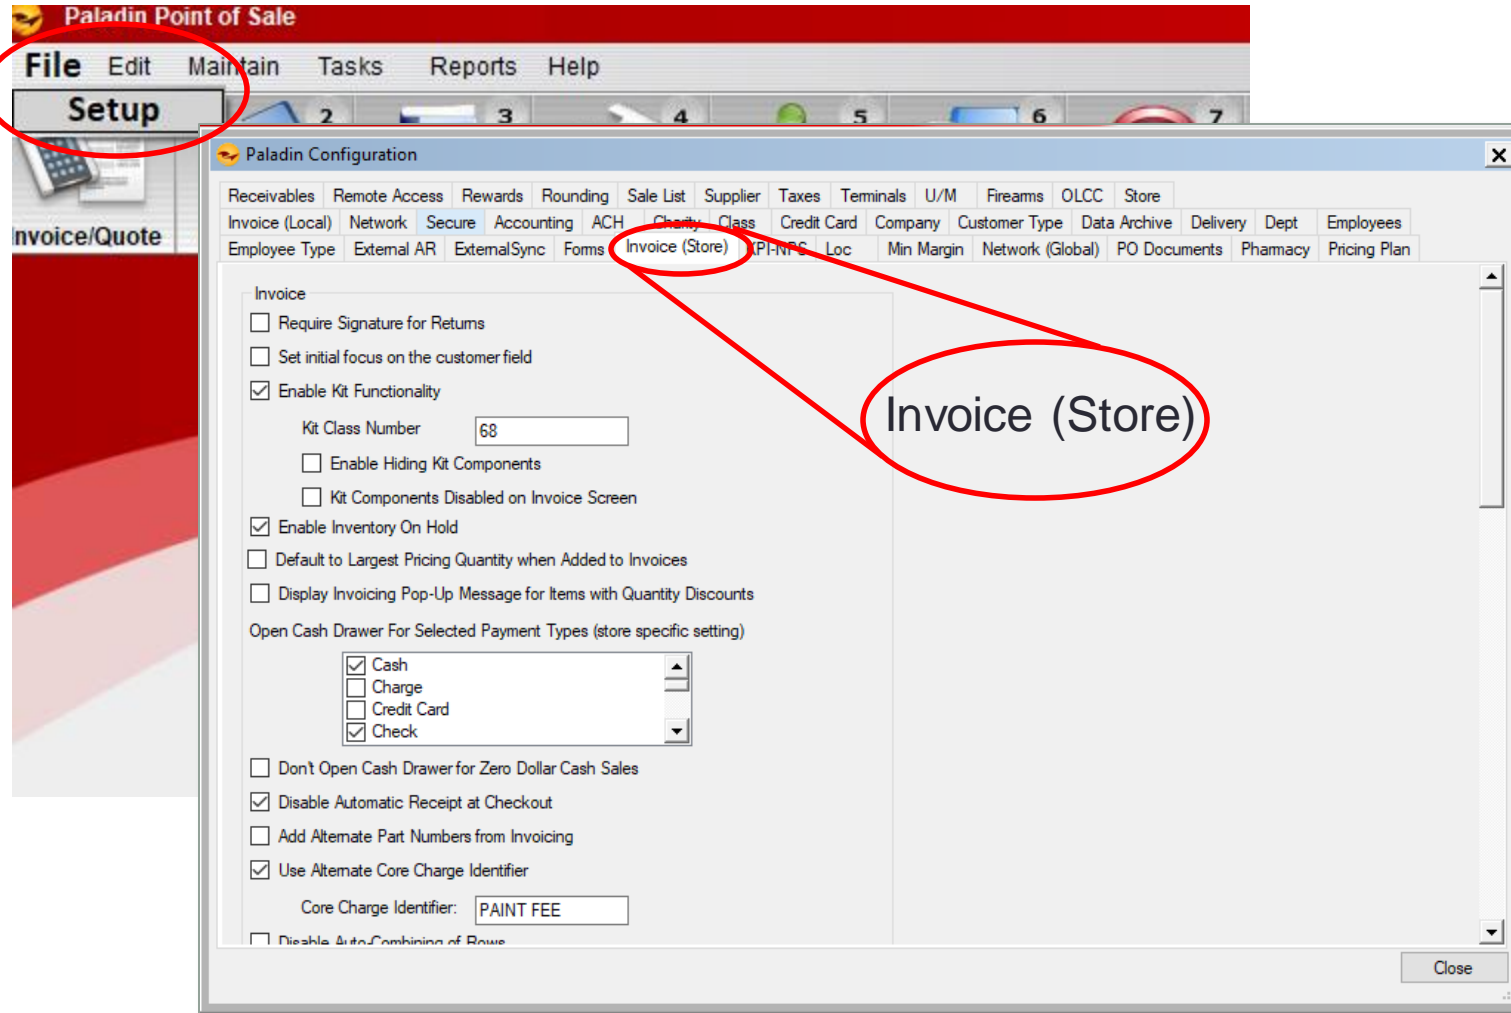 Paladin Point of Sale
File Edit Maintain Tasks Reports Help
Setup
2 3 4 5 6 7
Invoice/Quote
Paladin Configuration
Receivables Remote Access Rewards Rounding Sale List Supplier Taxes Terminals U/M Firearms OLCC Store
Invoice (Local) Network Secure Accounting ACH Charity Class Credit Card Company Customer Type Data Archive Delivery Dept Employees
Employee Type External AR ExternalSync Forms Invoice (Store) KPI-NPS Loc Min Margin Network (Global) PO Documents Pharmacy Pricing Plan
Invoice
Require Signature for Returns
Set initial focus on the customer field
Enable Kit Functionality
Kit Class Number 68
Enable Hiding Kit Components
Kit Components Disabled on Invoice Screen
Enable Inventory On Hold
Default to Largest Pricing Quantity when Added to Invoices
Display Invoicing Pop-Up Message for Items with Quantity Discounts
Open Cash Drawer For Selected Payment Types (store specific setting)
Cash
Charge
Credit Card
Check
Don't Open Cash Drawer for Zero Dollar Cash Sales
Disable Automatic Receipt at Checkout
Add Alternate Part Numbers from Invoicing
Use Alternate Core Charge Identifier
Core Charge Identifier: PAINT FEE
Disable Auto-Combining of Rows
Invoice (Store)
Close